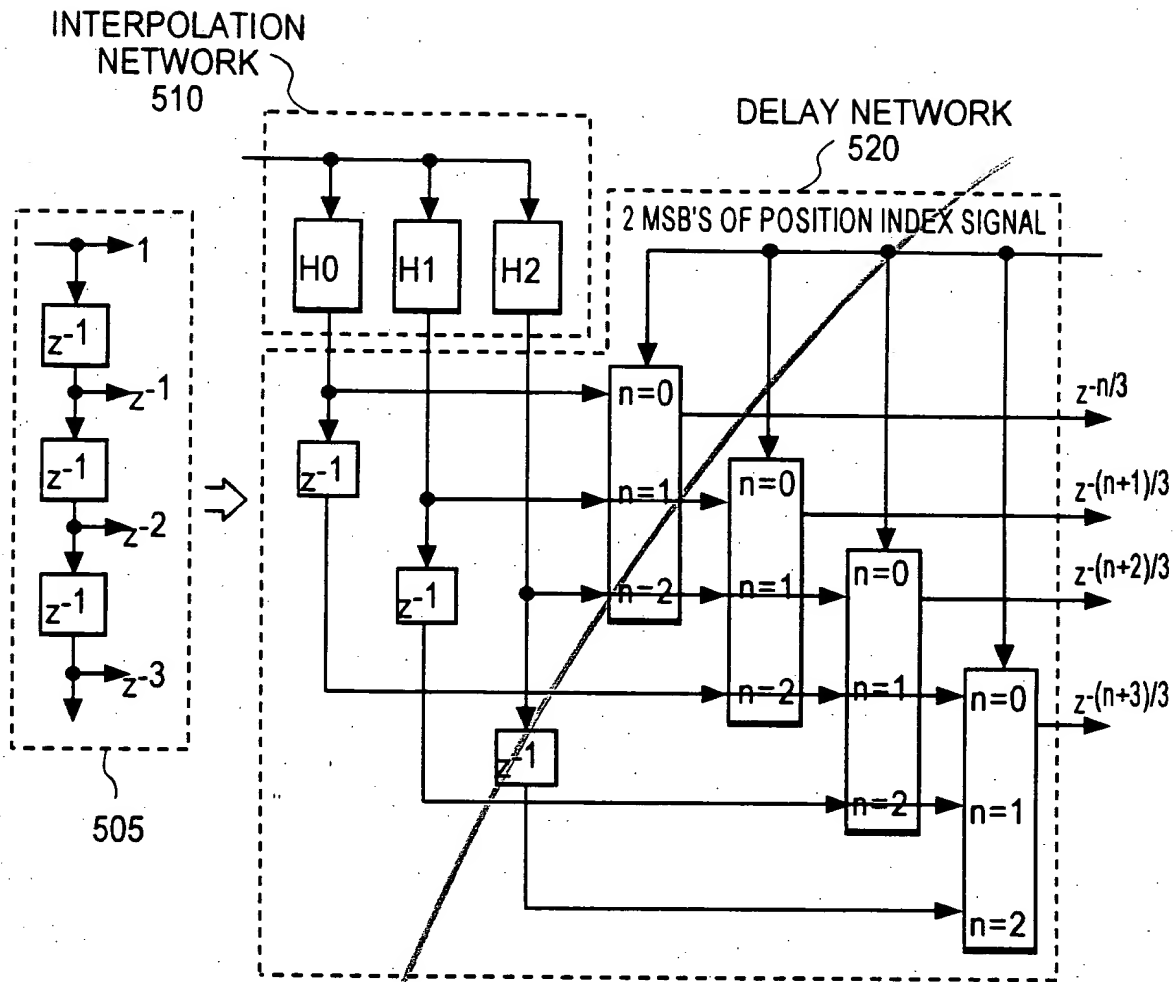 INTERPOLATION
NETWORK
510
DELAY NETWORK
520
2 MSB'S OF POSITION INDEX SIGNAL
1
z-1
z-1
z-1
z-2
z-1
z-3
505
H0
H1
H2
z-1
z-1
z-1
n=0
n=1
n=2
n=0
n=1
n=2
n=0
n=1
n=2
n=0
n=1
n=2
z-n/3
z-(n+1)/3
z-(n+2)/3
z-(n+3)/3